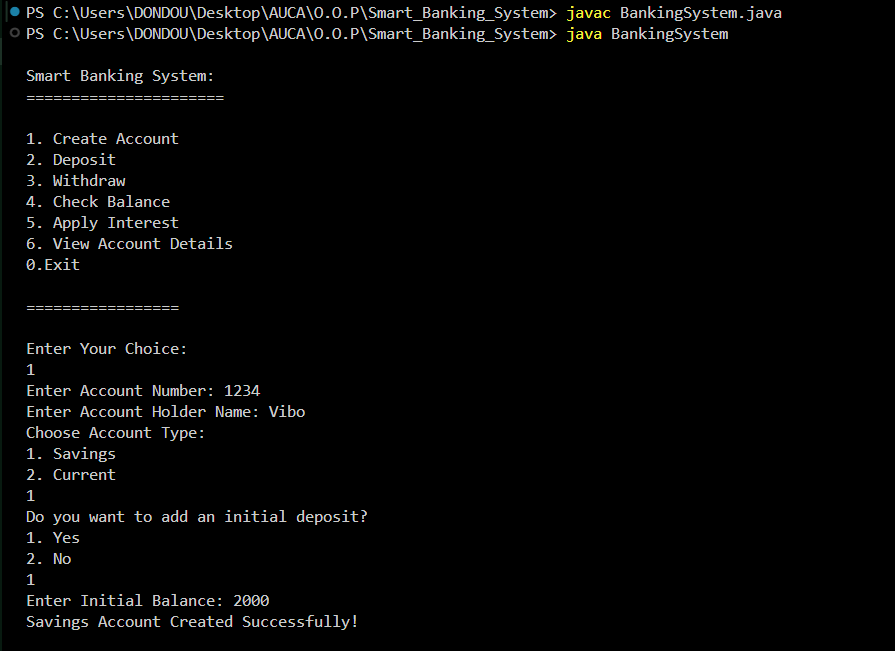 PS C:\Users\DONDOU\Desktop\AUCA\O.O.P\Smart_Banking_System> javac BankingSystem.java
PS C:\Users\DONDOU\Desktop\AUCA\O.O.P\Smart_Banking_System> java BankingSystem
Smart Banking System:
======================
1. Create Account
2. Deposit
3. Withdraw
4. Check Balance
5. Apply Interest
6. View Account Details
0.Exit
=================
Enter Your Choice:
1
Enter Account Number: 1234
Enter Account Holder Name: Vibo
Choose Account Type:
1. Savings
2. Current
1
Do you want to add an initial deposit?
1. Yes
2. No
1
Enter Initial Balance: 2000
Savings Account Created Successfully!